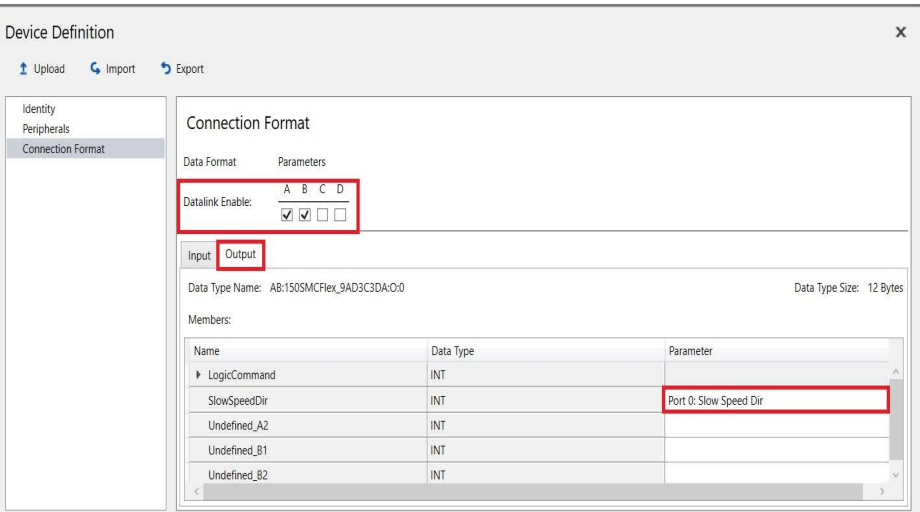 Device Definition
X
Upload Import Export
Identity
Peripherals
Connection Format
Connection Format
Data Format Parameters
A B C D
Datalink Enable:
Input Output
Data Type Name: AB:150SMCFlex_9AD3C3DA:O:0 Data Type Size: 12 Bytes
Members:
Name Data Type Parameter
LogicCommand INT
SlowSpeedDir INT Port 0: Slow Speed Dir
Undefined_A2 INT
Undefined_B1 INT
Undefined_B2 INT